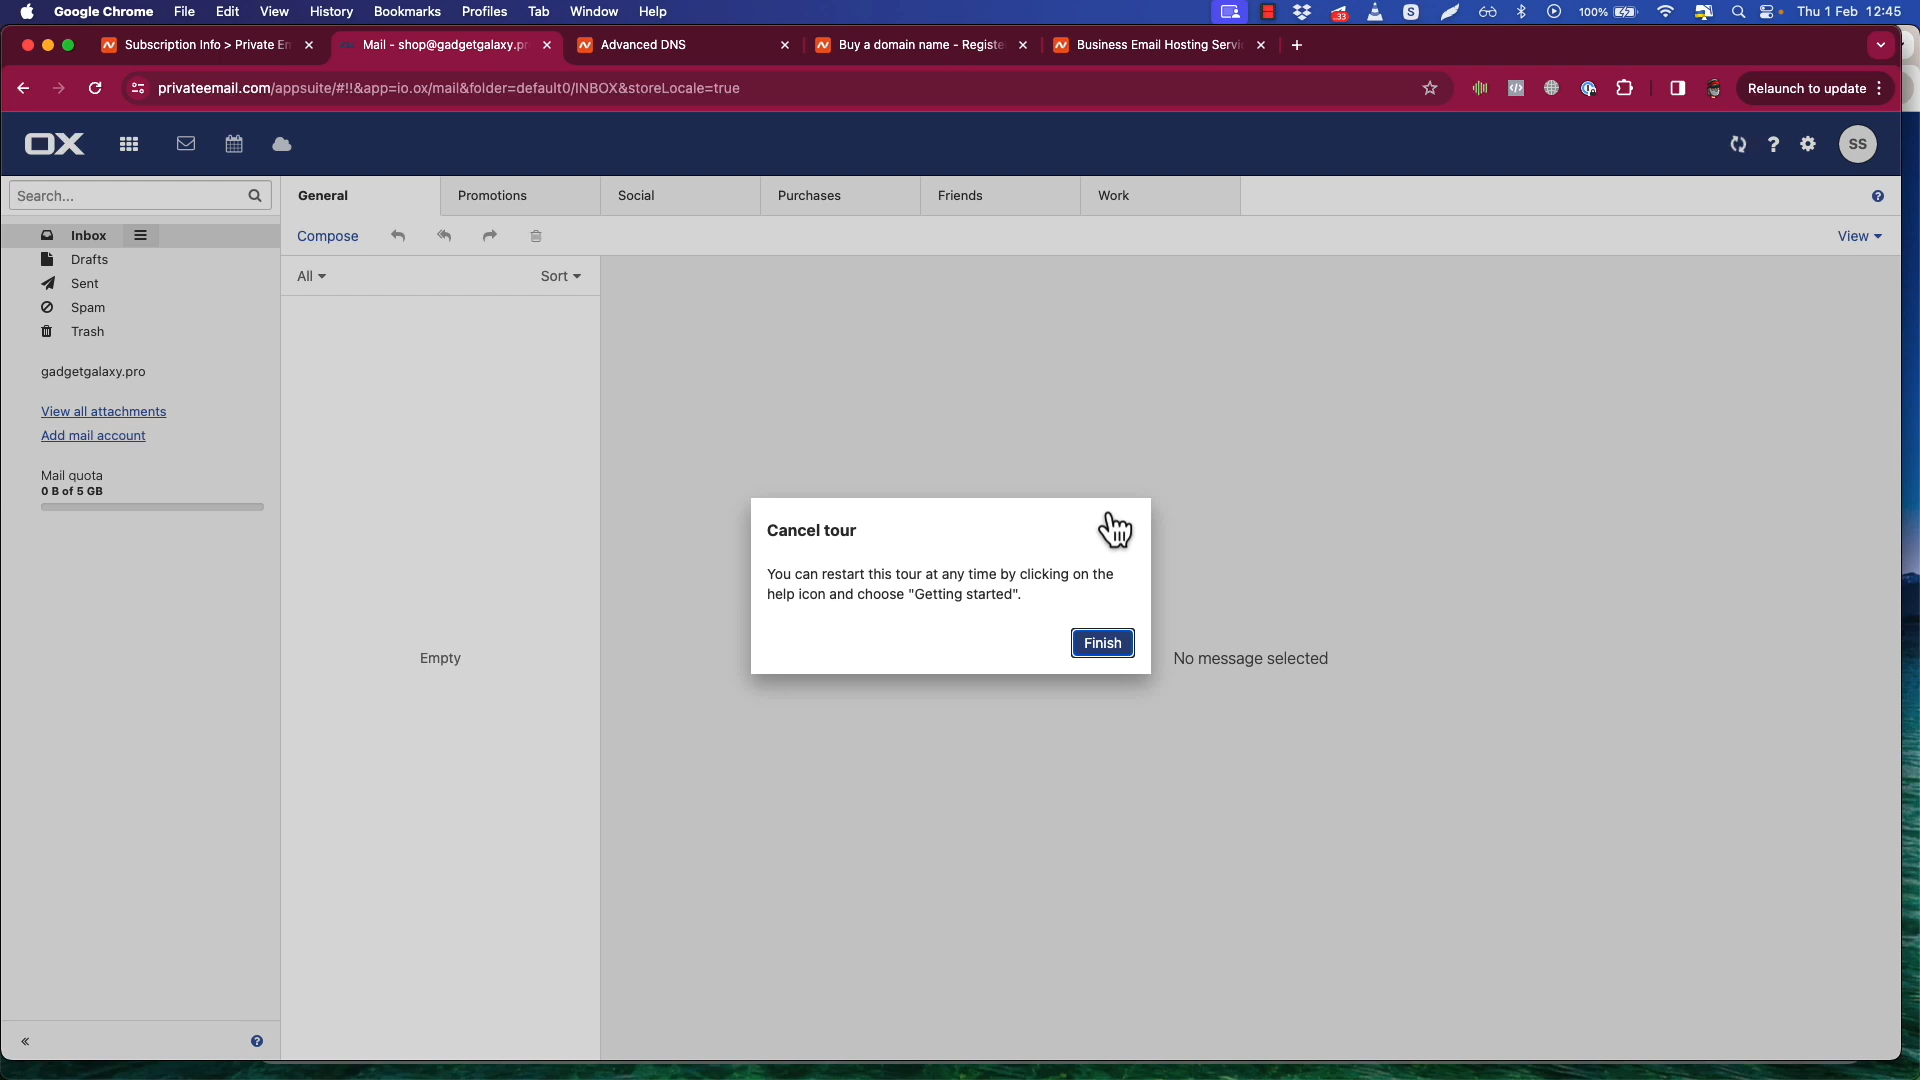 Google Chrome File Edit View History Bookmarks Profiles Tab Window Help
33 S 100% Thu 1 Feb 12:45
Subscription Info > Private En
Mail - shop@gadgetgalaxy.pr
Advanced DNS
Buy a domain name - Registe
Business Email Hosting Servi
privateemail.com/appsuite/#!!&app=io.ox/mail&folder=default0/INBOX&storeLocale=true
Relaunch to update
OX
SS
Search...
General
Promotions
Social
Purchases
Friends
Work
Inbox
Compose
View
Drafts
All
Sort
Sent
Spam
Trash
gadgetgalaxy.pro
View all attachments
Add mail account
Mail quota
0 B of 5 GB
Cancel tour
You can restart this tour at any time by clicking on the
help icon and choose "Getting started".
Finish
Empty
No message selected